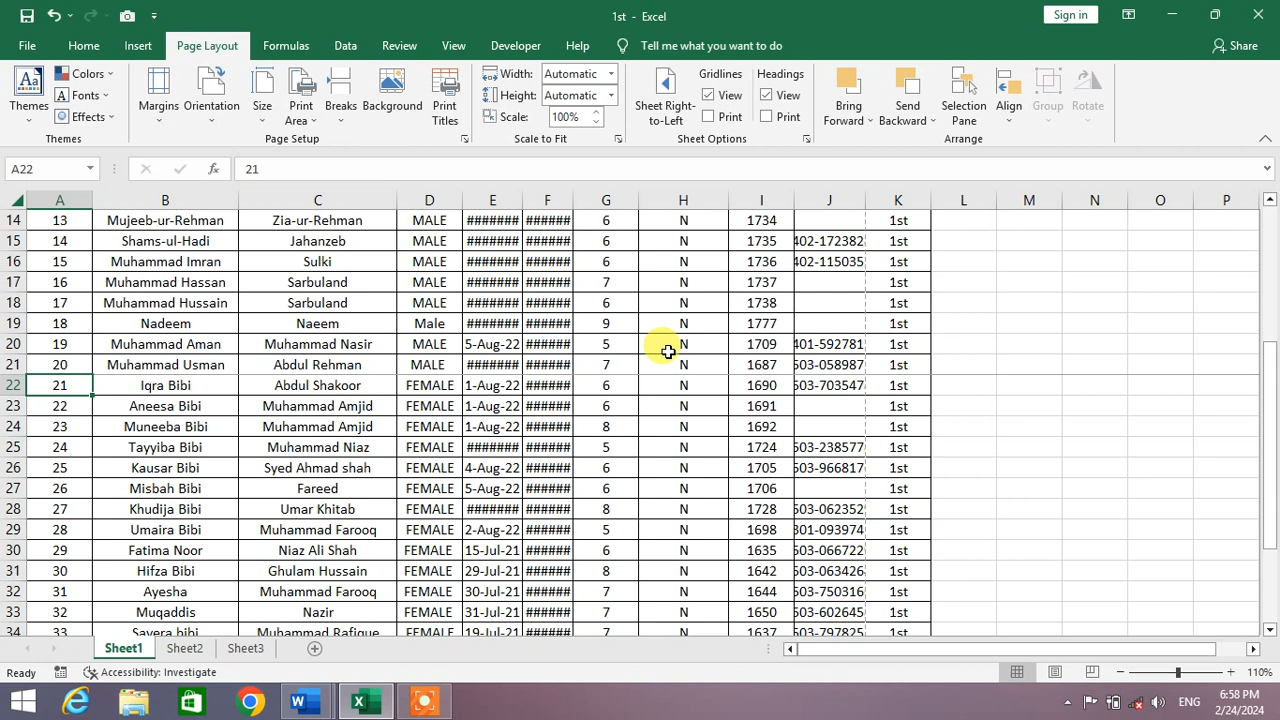 1st - Excel
Sign in
File Home Insert Page Layout Formulas Data Review View Developer Help Tell me what you want to do Share
Colors Width: Automatic Gridlines Headings
Fonts Height: Automatic View View
Effects Scale: 100% Print Print
Themes Margins Orientation Size Print Area Breaks Background Print Titles Sheet Right-to-Left Bring Forward Send Backward Selection Pane Align Group Rotate
Themes Page Setup Scale to Fit Sheet Options Arrange
A22 fx 21
A B C D E F G H I J K L M N O P
14 13 Mujeeb-ur-Rehman Zia-ur-Rehman MALE ####### ###### 6 N 1734 1st
15 14 Shams-ul-Hadi Jahanzeb MALE ####### ###### 6 N 1735 402-172382 1st
16 15 Muhammad Imran Sulki MALE ####### ###### 6 N 1736 402-115035 1st
17 16 Muhammad Hassan Sarbuland MALE ####### ###### 7 N 1737 1st
18 17 Muhammad Hussain Sarbuland MALE ####### ###### 6 N 1738 1st
19 18 Nadeem Naeem Male ####### ###### 9 N 1777 1st
20 19 Muhammad Aman Muhammad Nasir MALE 5-Aug-22 ###### 5 N 1709 401-592781 1st
21 20 Muhammad Usman Abdul Rehman MALE ####### ###### 7 N 1687 503-058987 1st
22 21 Iqra Bibi Abdul Shakoor FEMALE 1-Aug-22 ###### 6 N 1690 503-703547 1st
23 22 Aneesa Bibi Muhammad Amjid FEMALE 1-Aug-22 ###### 6 N 1691 1st
24 23 Muneeba Bibi Muhammad Amjid FEMALE 1-Aug-22 ###### 8 N 1692 1st
25 24 Tayyiba Bibi Muhammad Niaz FEMALE ####### ###### 5 N 1724 503-238577 1st
26 25 Kausar Bibi Syed Ahmad shah FEMALE 4-Aug-22 ###### 6 N 1705 503-966817 1st
27 26 Misbah Bibi Fareed FEMALE 5-Aug-22 ###### 6 N 1706 1st
28 27 Khudija Bibi Umar Khitab FEMALE ####### ###### 8 N 1728 503-062352 1st
29 28 Umaira Bibi Muhammad Farooq FEMALE 2-Aug-22 ###### 5 N 1698 301-093974 1st
30 29 Fatima Noor Niaz Ali Shah FEMALE 15-Jul-21 ###### 6 N 1635 503-066722 1st
31 30 Hifza Bibi Ghulam Hussain FEMALE 29-Jul-21 ###### 8 N 1642 503-063426 1st
32 31 Ayesha Muhammad Farooq FEMALE 30-Jul-21 ###### 7 N 1644 503-750316 1st
33 32 Muqaddis Nazir FEMALE 31-Jul-21 ###### 7 N 1650 503-602645 1st
34 33 Sayera bibi Muhammad Rafique FEMALE 19-Jul-21 ###### 7 N 1637 503-797825 1st
Sheet1 Sheet2 Sheet3
Ready Accessibility: Investigate 110%
ENG 6:58 PM
2/24/2024